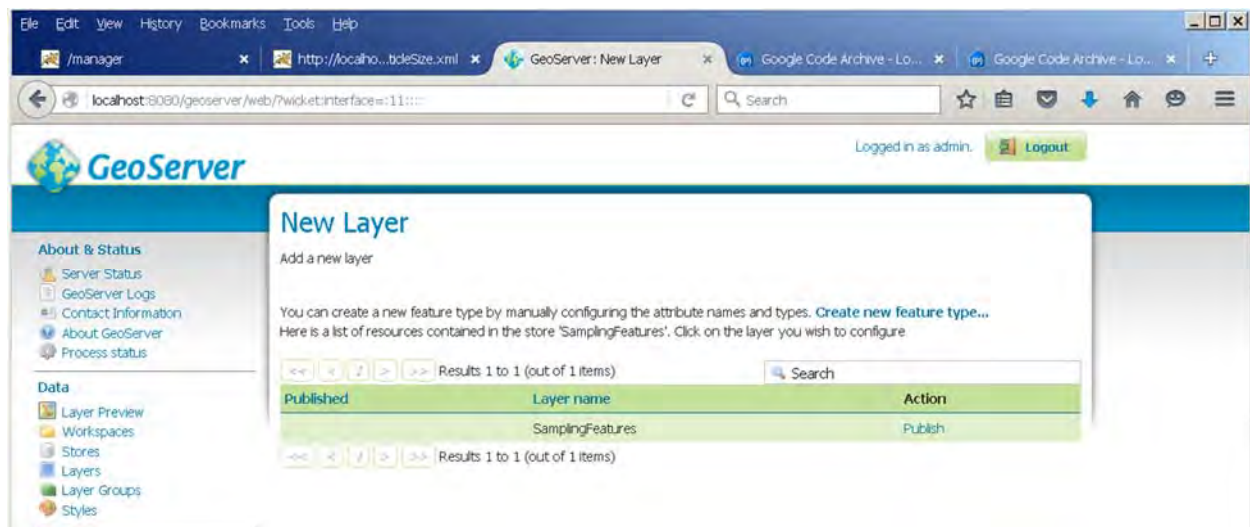 File Edit View History Bookmarks Tools Help
/manager
http://localho...ticleSize.xml
GeoServer: New Layer
Google Code Archive - Lo...
Google Code Archive - Lo...
localhost:8080/geoserver/web/?wicket:interface=:11::::
Search
Logged in as admin.
Logout
GeoServer
New Layer
Add a new layer
About & Status
Server Status
GeoServer Logs
Contact Information
About GeoServer
Process status
You can create a new feature type by manually configuring the attribute names and types. Create new feature type...
Here is a list of resources contained in the store 'SamplingFeatures'. Click on the layer you wish to configure
<< < 1 > >> Results 1 to 1 (out of 1 items)
Search
Published Layer name Action
SamplingFeatures Publish
<< < 1 > >> Results 1 to 1 (out of 1 items)
Data
Layer Preview
Workspaces
Stores
Layers
Layer Groups
Styles